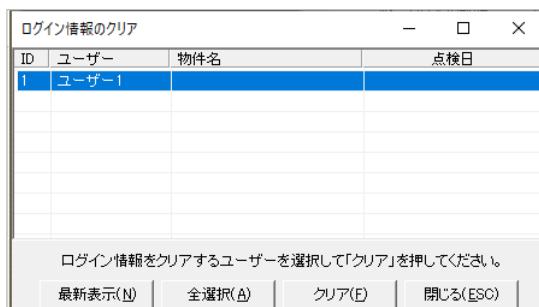 ログイン情報のクリア
ID ユーザー 物件名 点検日
1 ユーザー1
ログイン情報をクリアするユーザーを選択して「クリア」を押してください。
最新表示(N) 全選択(A) クリア(F) 閉じる(ESC)